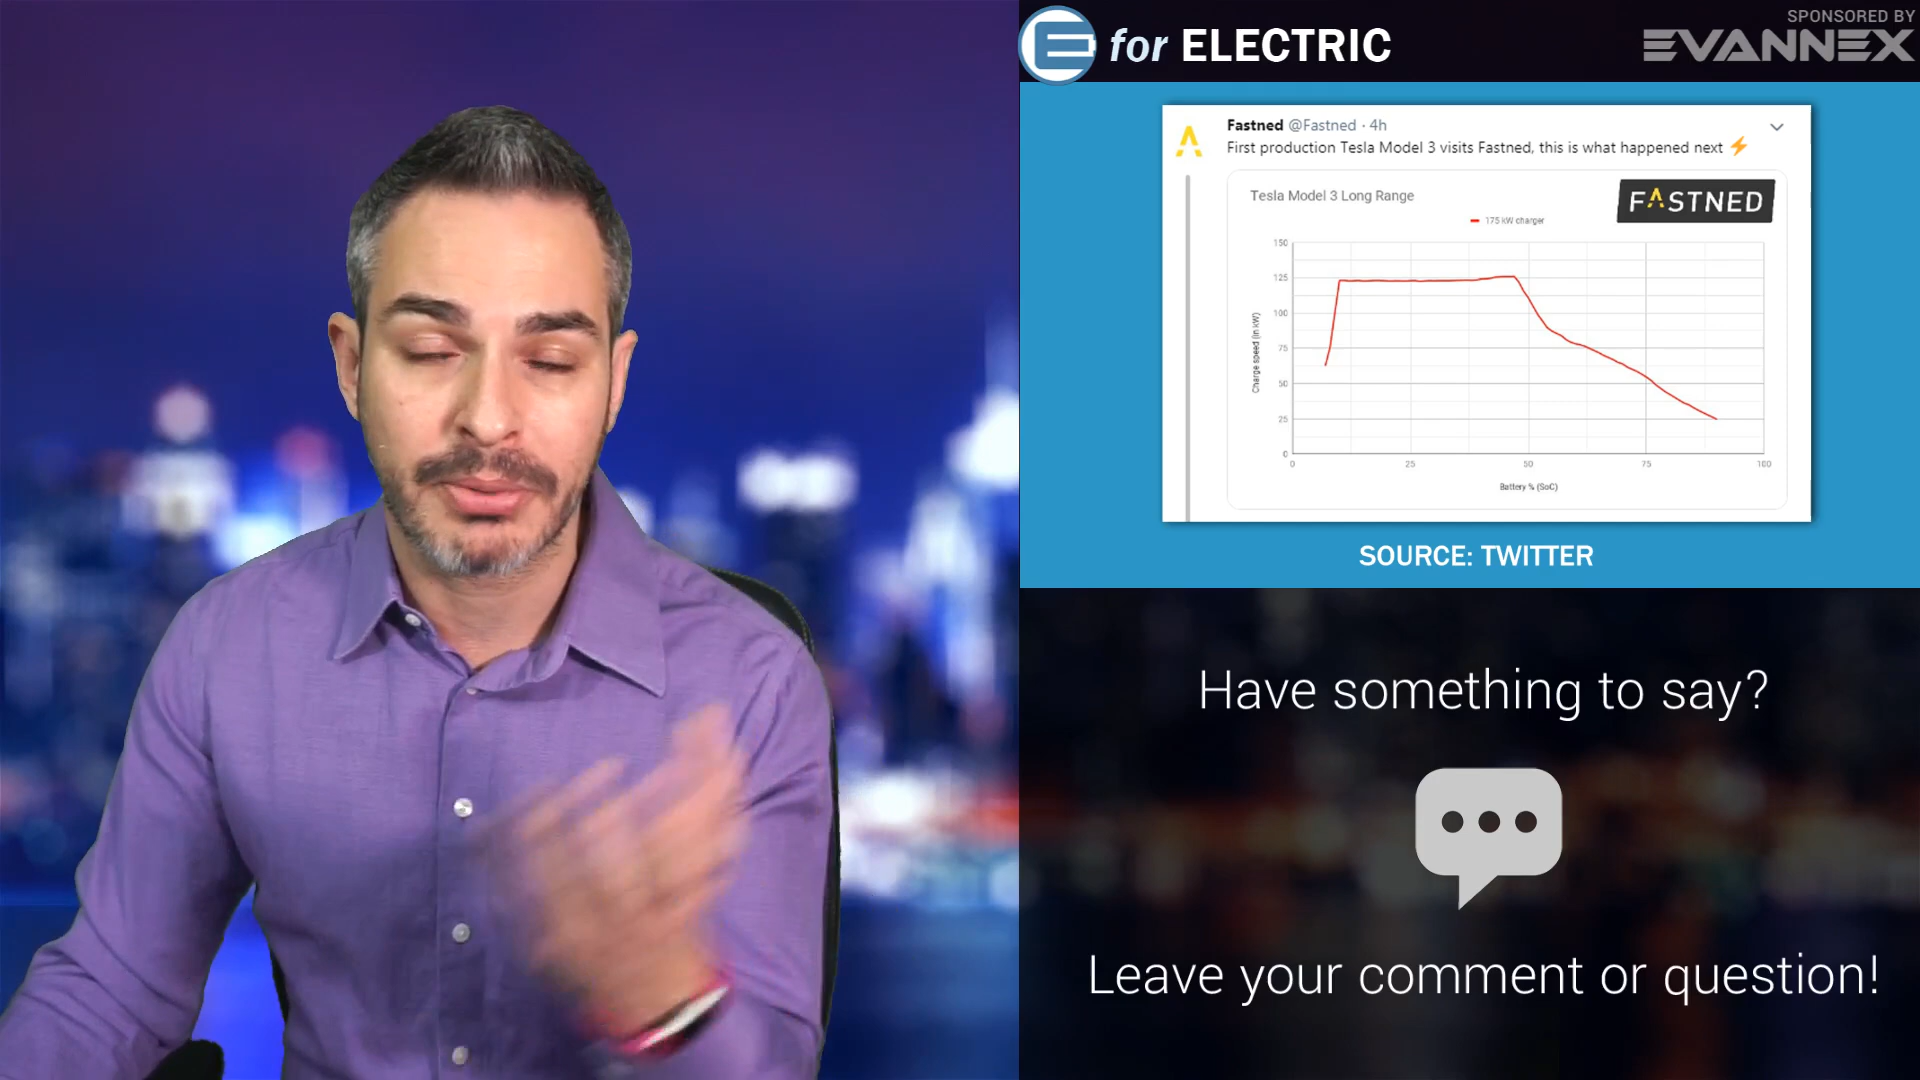 for ELECTRIC
SPONSORED BY
EVANNEX
Fastned @Fastned · 4h
First production Tesla Model 3 visits Fastned, this is what happened next ⚡
Tesla Model 3 Long Range
FASTNED
175 kW charger
150
125
100
75
50
25
0
Charge speed (in kW)
0 25 50 75 100
Battery % (SoC)
SOURCE: TWITTER
Have something to say?
Leave your comment or question!